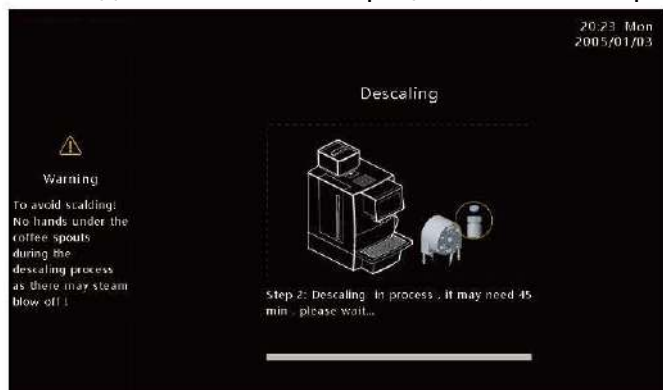 20:23 Mon
2005/01/03
Descaling
Warning
To avoid scalding!
No hands under the
coffee spouts
during the
descaling process
as there may steam
blow off !
Step 2: Descaling in process , it may need 45
min , please wait...